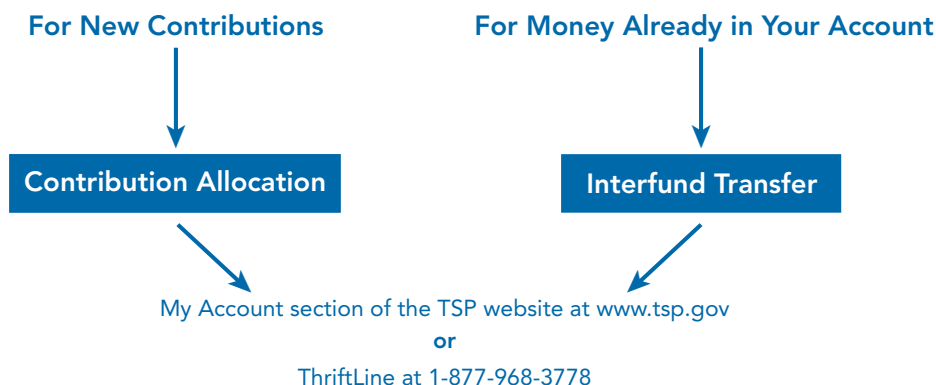 For New Contributions
For Money Already in Your Account
Contribution Allocation
Interfund Transfer
My Account section of the TSP website at www.tsp.gov
or
ThriftLine at 1-877-968-3778